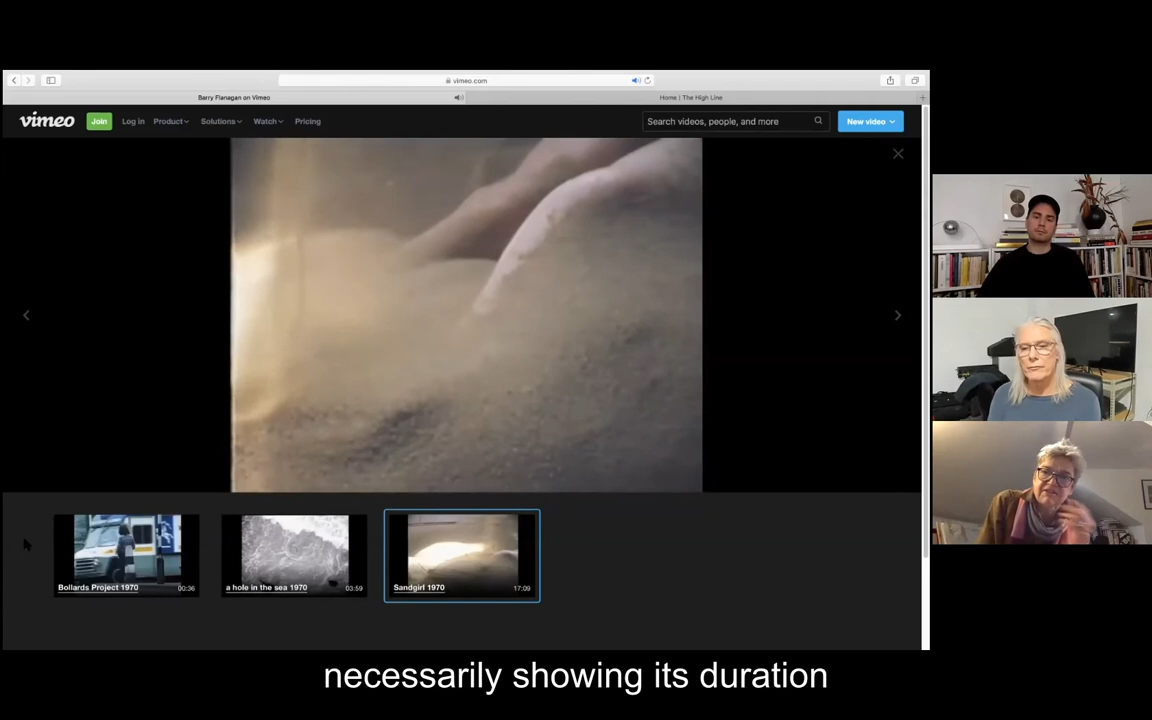 vimeo.com
Barry Flanagan on Vimeo
Home | The High Line
vimeo Join Log in Product Solutions Watch Pricing Search videos, people, and more New video
Bollards Project 1970 00:36
a hole in the sea 1970 03:59
Sandgirl 1970 17:09
necessarily showing its duration